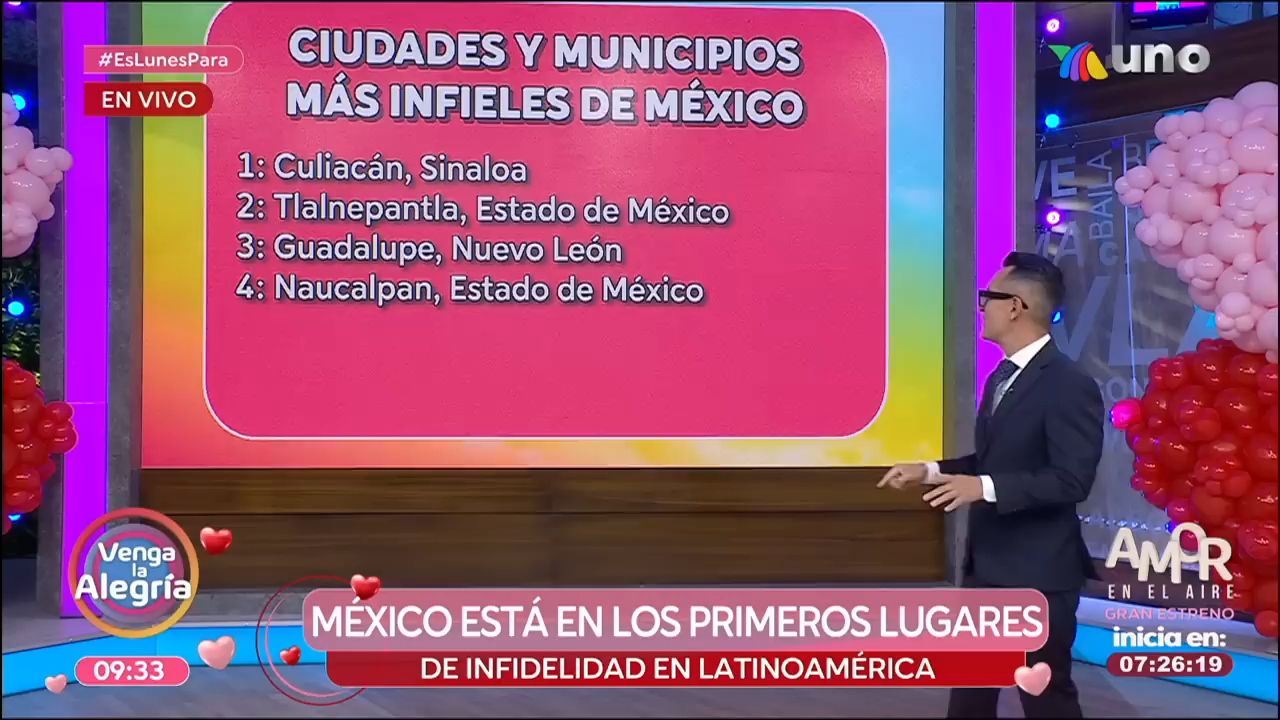 #EsLunesPara
EN VIVO
CIUDADES Y MUNICIPIOS
MÁS INFIELES DE MÉXICO
1: Culiacán, Sinaloa
2: Tlalnepantla, Estado de México
3: Guadalupe, Nuevo León
4: Naucalpan, Estado de México
uno
BALA
VLA
Venga
la
Alegría
09:33
MÉXICO ESTÁ EN LOS PRIMEROS LUGARES
DE INFIDELIDAD EN LATINOAMÉRICA
AMOR
EN EL AIRE
GRAN ESTRENO
inicia en:
07:26:19